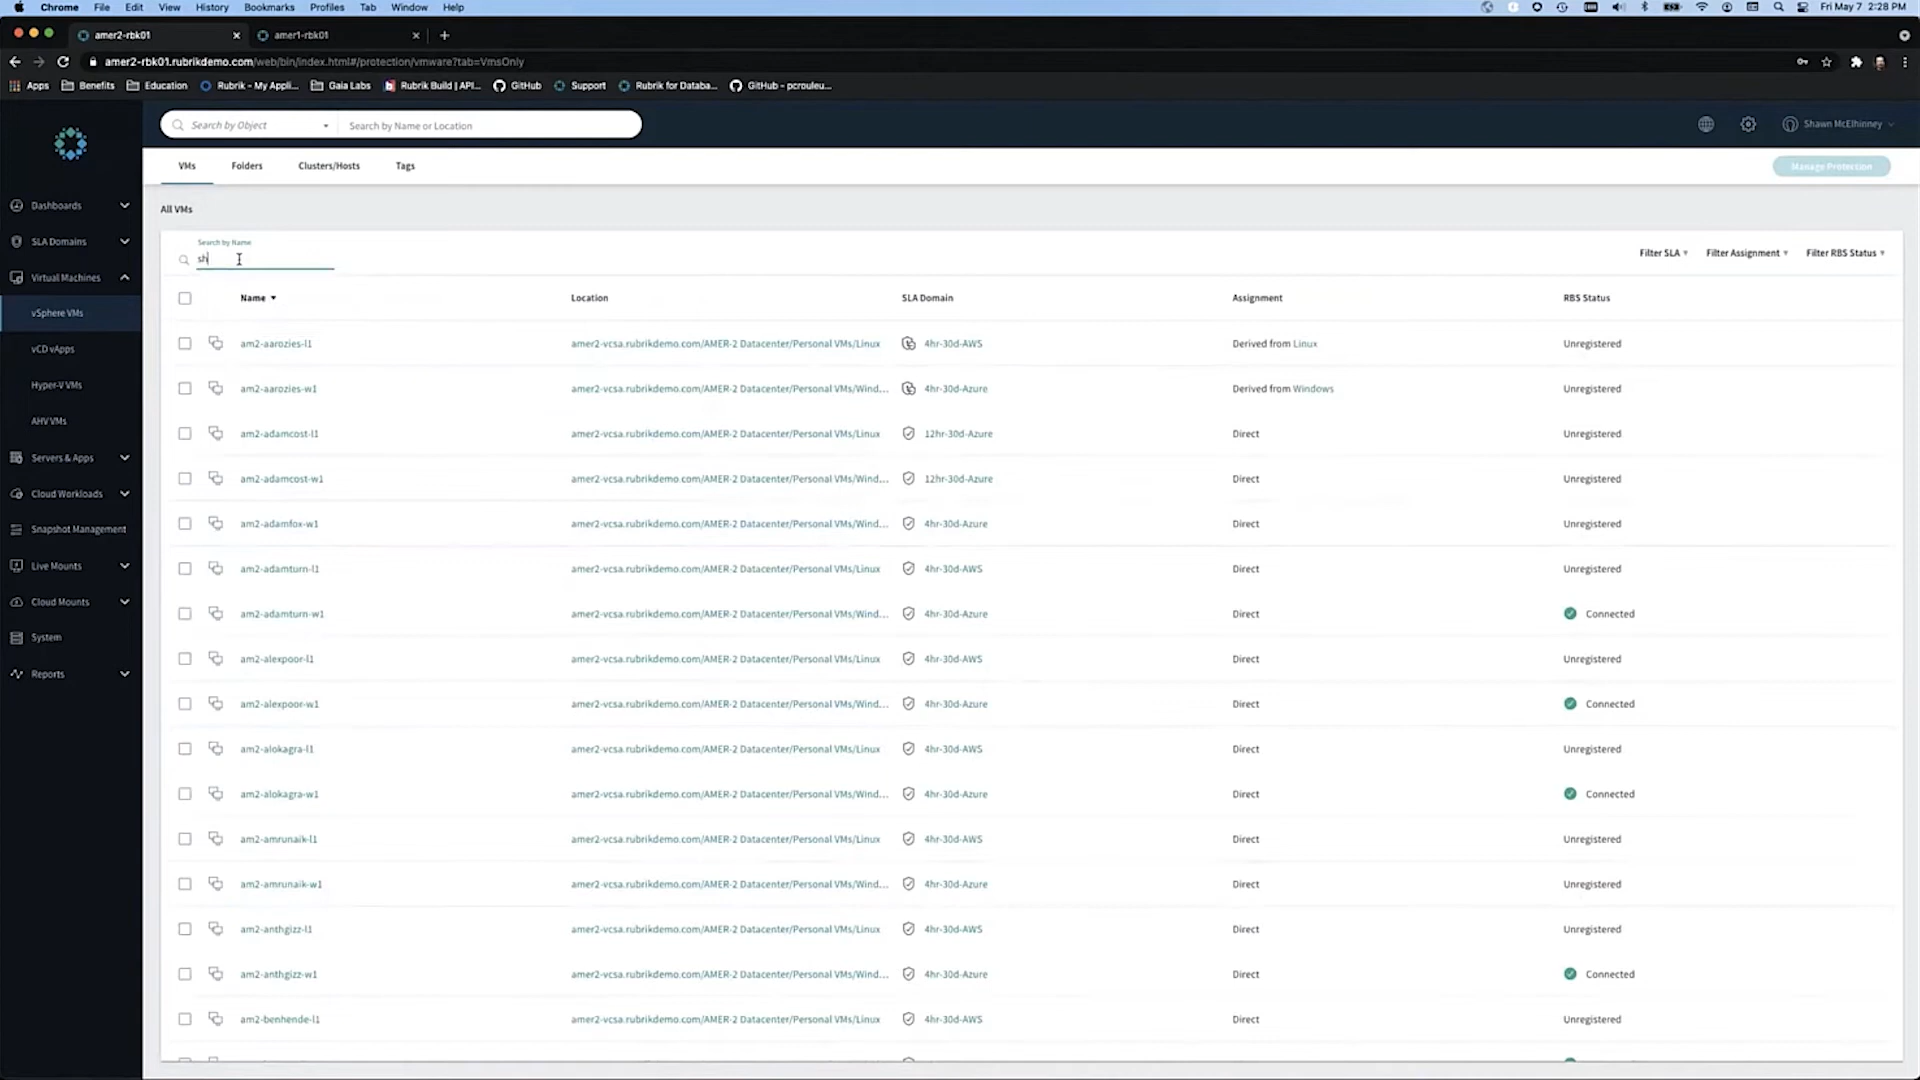 Chrome File Edit View History Bookmarks Profiles Tab Window Help
Fri May 7 2:28 PM
amer2-rbk01
amer1-rbk01
amer2-rbk01.rubrikdemo.com/web/bin/index.html#/protection/vmware?tab=VmsOnly
Apps Benefits Education Rubrik - My Appli... Gaia Labs Rubrik Build | API... GitHub Support Rubrik for Databa... GitHub - pcrouleu...
Search by Object
Search by Name or Location
Shawn McElhinney
VMs Folders Clusters/Hosts Tags
Manage Protection
Dashboards
SLA Domains
Virtual Machines
vSphere VMs
vCD vApps
Hyper-V VMs
AHV VMs
Servers & Apps
Cloud Workloads
Snapshot Management
Live Mounts
Cloud Mounts
System
Reports
All VMs
Search by Name
sh
Filter SLA Filter Assignment Filter RBS Status
Name Location SLA Domain Assignment RBS Status
am2-aarozies-l1 amer2-vcsa.rubrikdemo.com/AMER-2 Datacenter/Personal VMs/Linux 4hr-30d-AWS Derived from Linux Unregistered
am2-aarozies-w1 amer2-vcsa.rubrikdemo.com/AMER-2 Datacenter/Personal VMs/Wind... 4hr-30d-Azure Derived from Windows Unregistered
am2-adamcost-l1 amer2-vcsa.rubrikdemo.com/AMER-2 Datacenter/Personal VMs/Linux 12hr-30d-Azure Direct Unregistered
am2-adamcost-w1 amer2-vcsa.rubrikdemo.com/AMER-2 Datacenter/Personal VMs/Wind... 12hr-30d-Azure Direct Unregistered
am2-adamfox-w1 amer2-vcsa.rubrikdemo.com/AMER-2 Datacenter/Personal VMs/Wind... 4hr-30d-Azure Direct Unregistered
am2-adamturn-l1 amer2-vcsa.rubrikdemo.com/AMER-2 Datacenter/Personal VMs/Linux 4hr-30d-AWS Direct Unregistered
am2-adamturn-w1 amer2-vcsa.rubrikdemo.com/AMER-2 Datacenter/Personal VMs/Wind... 4hr-30d-Azure Direct Connected
am2-alexpoor-l1 amer2-vcsa.rubrikdemo.com/AMER-2 Datacenter/Personal VMs/Linux 4hr-30d-AWS Direct Unregistered
am2-alexpoor-w1 amer2-vcsa.rubrikdemo.com/AMER-2 Datacenter/Personal VMs/Wind... 4hr-30d-Azure Direct Connected
am2-alokagra-l1 amer2-vcsa.rubrikdemo.com/AMER-2 Datacenter/Personal VMs/Linux 4hr-30d-AWS Direct Unregistered
am2-alokagra-w1 amer2-vcsa.rubrikdemo.com/AMER-2 Datacenter/Personal VMs/Wind... 4hr-30d-Azure Direct Connected
am2-amrunaik-l1 amer2-vcsa.rubrikdemo.com/AMER-2 Datacenter/Personal VMs/Linux 4hr-30d-AWS Direct Unregistered
am2-amrunaik-w1 amer2-vcsa.rubrikdemo.com/AMER-2 Datacenter/Personal VMs/Wind... 4hr-30d-Azure Direct Unregistered
am2-anthgizz-l1 amer2-vcsa.rubrikdemo.com/AMER-2 Datacenter/Personal VMs/Linux 4hr-30d-AWS Direct Unregistered
am2-anthgizz-w1 amer2-vcsa.rubrikdemo.com/AMER-2 Datacenter/Personal VMs/Wind... 4hr-30d-Azure Direct Connected
am2-benhende-l1 amer2-vcsa.rubrikdemo.com/AMER-2 Datacenter/Personal VMs/Linux 4hr-30d-AWS Direct Unregistered